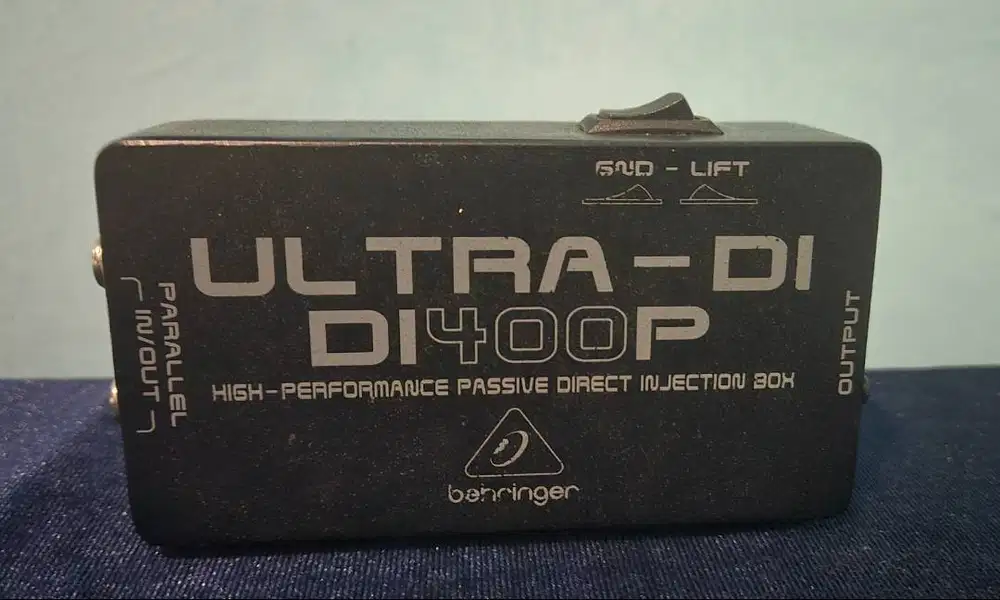 GND - LIFT
ULTRA-DI
DI400P
HIGH-PERFORMANCE PASSIVE DIRECT INJECTION BOX
PARALLEL
IN/OUT
OUTPUT
behringer